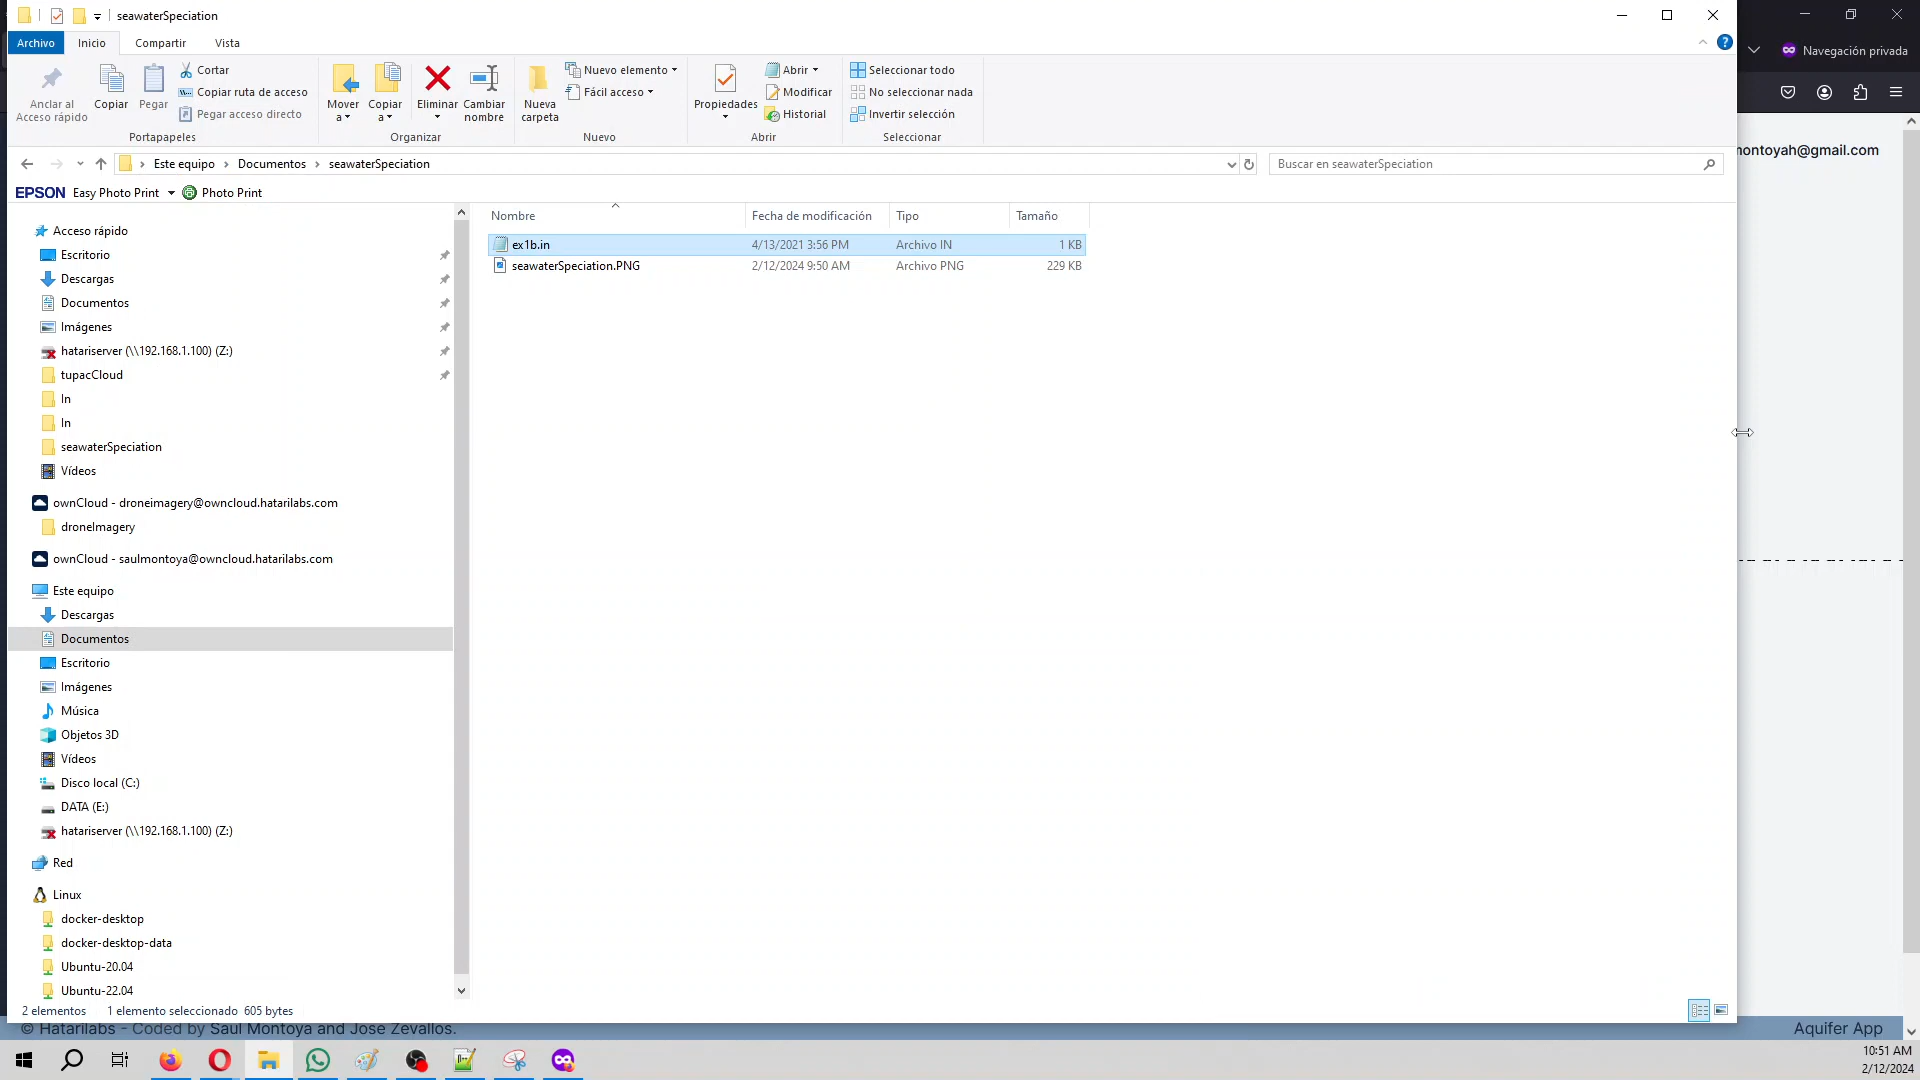 seawaterSpeciation
Archivo Inicio Compartir Vista
Navegación privada
Anclar al Acceso rápido
Copiar
Pegar
Cortar
Copiar ruta de acceso
Pegar acceso directo
Portapapeles
Mover a
Copiar a
Eliminar
Cambiar nombre
Organizar
Nueva carpeta
Nuevo elemento
Fácil acceso
Nuevo
Propiedades
Abrir
Modificar
Historial
Abrir
Seleccionar todo
No seleccionar nada
Invertir selección
Seleccionar
Este equipo › Documentos › seawaterSpeciation
Buscar en seawaterSpeciation
montoyah@gmail.com
EPSON Easy Photo Print Photo Print
Nombre Fecha de modificación Tipo Tamaño
ex1b.in 4/13/2021 3:56 PM Archivo IN 1 KB
seawaterSpeciation.PNG 2/12/2024 9:50 AM Archivo PNG 229 KB
Acceso rápido
Escritorio
Descargas
Documentos
Imágenes
hatariserver (\\192.168.1.100) (Z:)
tupacCloud
In
In
seawaterSpeciation
Vídeos
ownCloud - droneimagery@owncloud.hatarilabs.com
droneImagery
ownCloud - saulmontoya@owncloud.hatarilabs.com
Este equipo
Descargas
Documentos
Escritorio
Imágenes
Música
Objetos 3D
Vídeos
Disco local (C:)
DATA (E:)
hatariserver (\\192.168.1.100) (Z:)
Red
Linux
docker-desktop
docker-desktop-data
Ubuntu-20.04
Ubuntu-22.04
2 elementos 1 elemento seleccionado 605 bytes
© Hatarilabs - Coded by Saul Montoya and Jose Zevallos.
Aquifer App
10:51 AM
2/12/2024